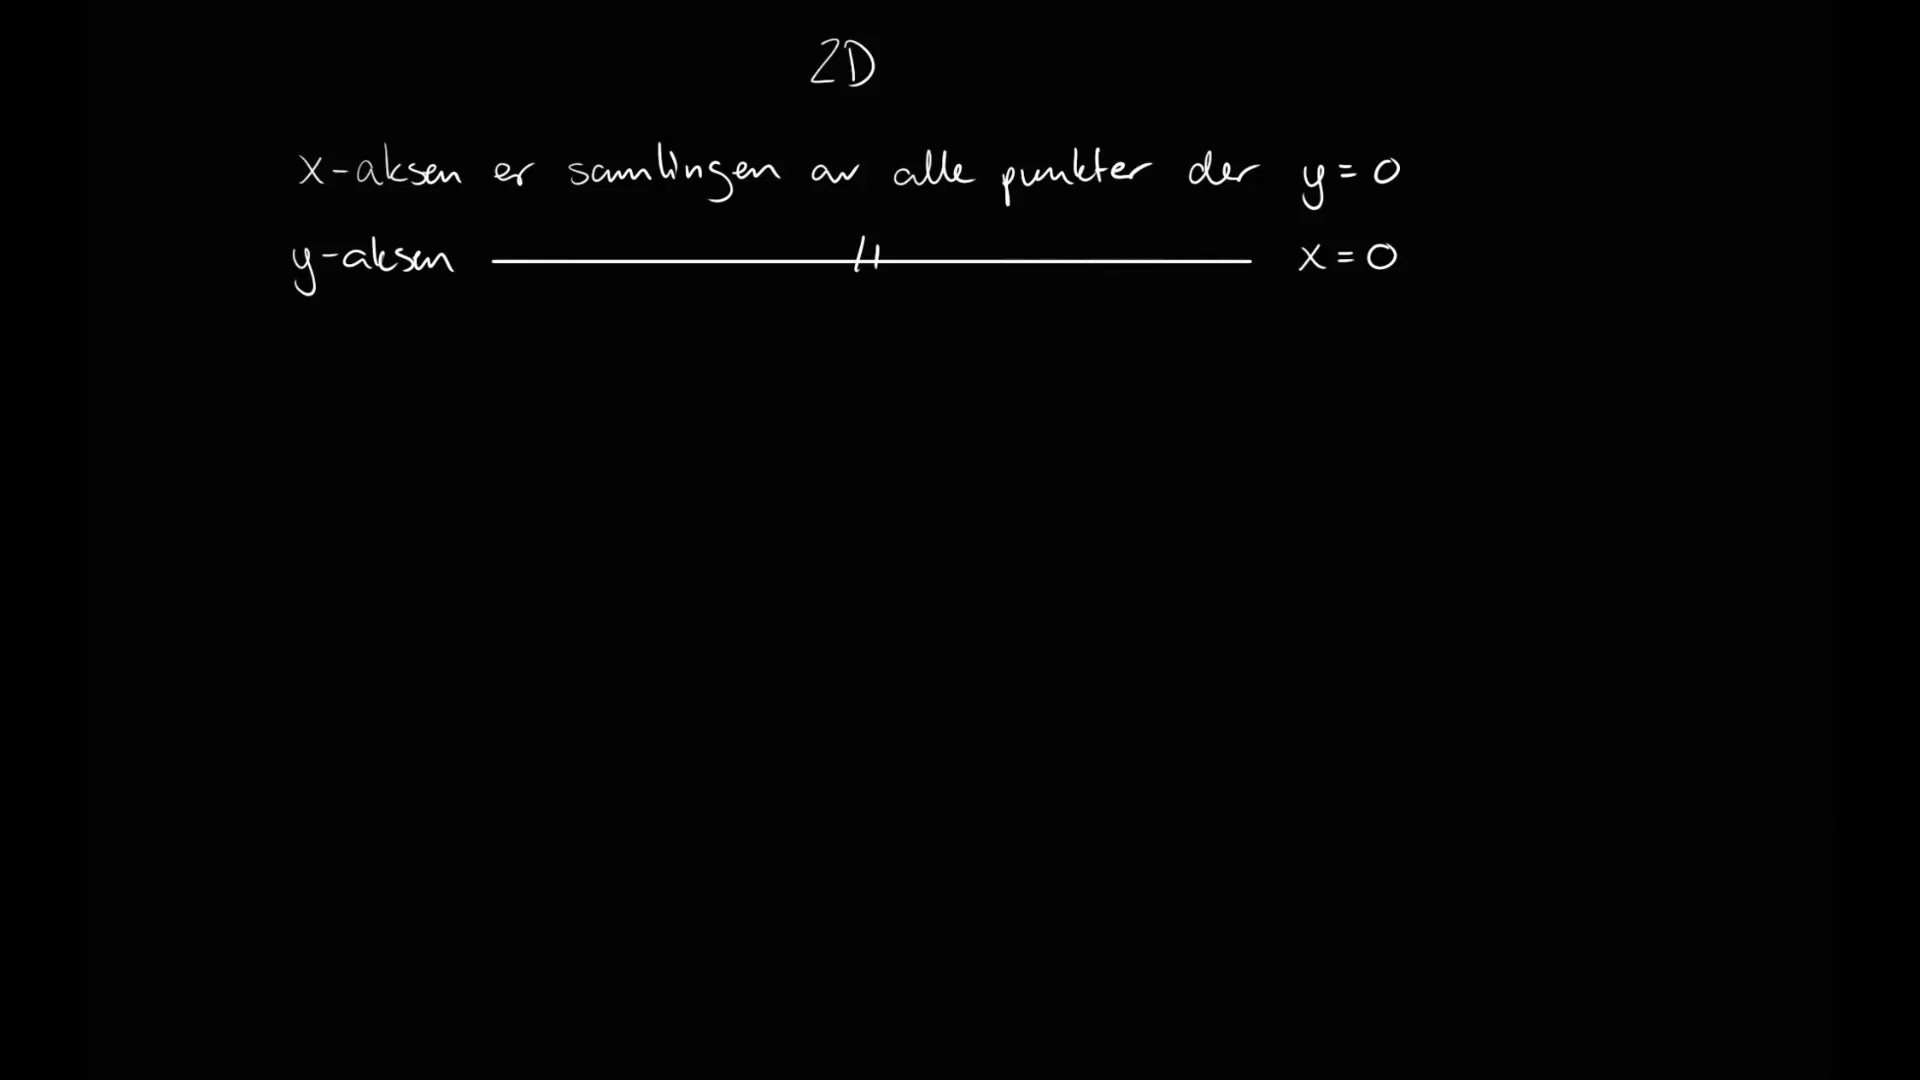 2D
x-aksen er samlingen av alle punkter der y = 0
y-aksen ———— // ———— x = 0